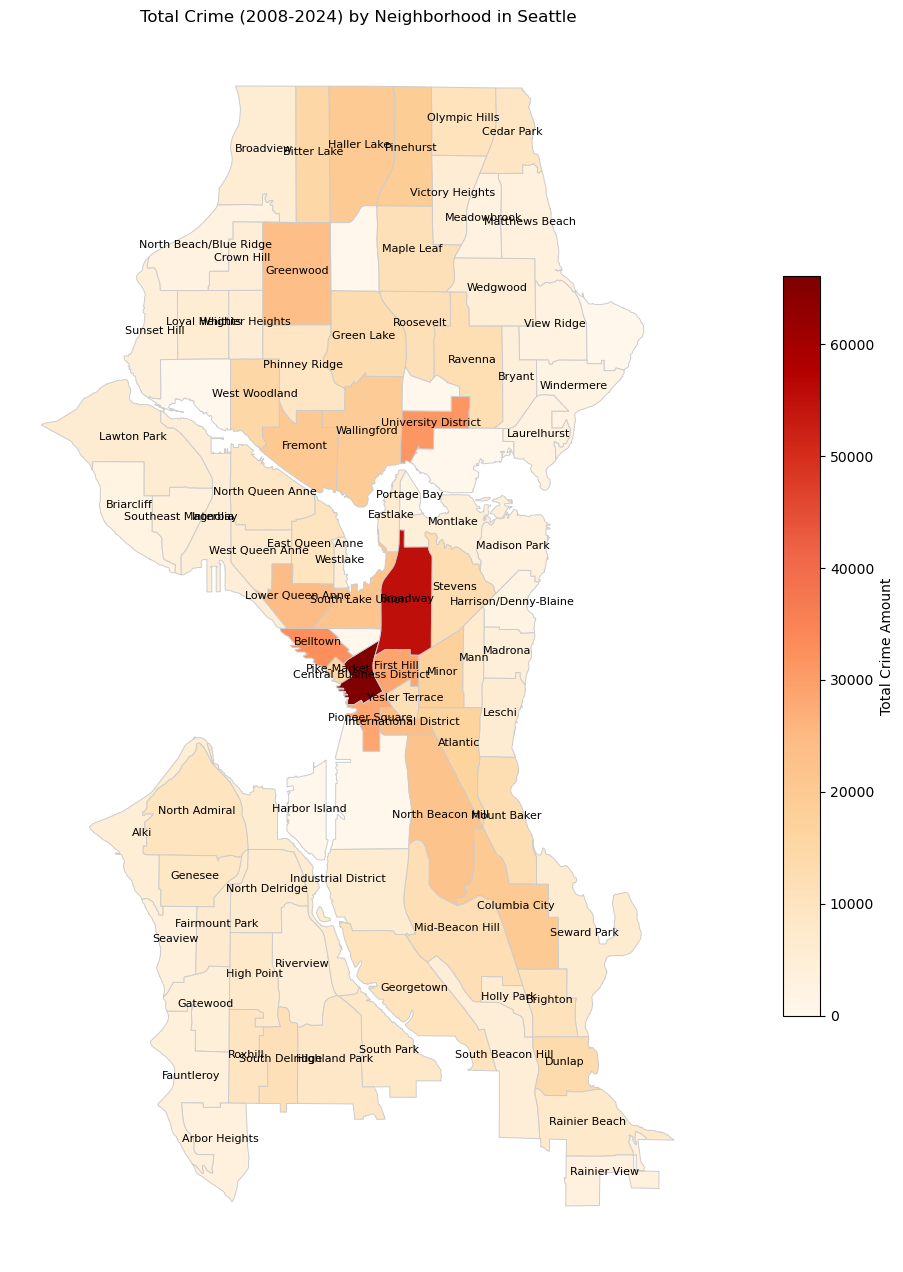 Total Crime (2008-2024) by Neighborhood in Seattle
Olympic Hills
Cedar Park
Broadview
Bitter Lake
Haller Lake
Pinehurst
Victory Heights
Meadowbrook
Matthews Beach
North Beach/Blue Ridge
Crown Hill
Maple Leaf
Greenwood
Wedgwood
Sunset Hill
Loyal Heights
Whittier Heights
Roosevelt
View Ridge
Green Lake
Phinney Ridge
Ravenna
Bryant
Windermere
West Woodland
University District
Wallingford
Laurelhurst
Lawton Park
Fremont
North Queen Anne
Portage Bay
Briarcliff
Southeast Magnolia
Interbay
Eastlake
Montlake
East Queen Anne
West Queen Anne
Westlake
Madison Park
Stevens
Lower Queen Anne
South Lake Union
Broadway
Harrison/Denny-Blaine
Belltown
Madrona
Mann
Pike-Market
First Hill
Central Business District
Minor
Yesler Terrace
Leschi
Pioneer Square
International District
Atlantic
North Admiral
Harbor Island
North Beacon Hill
Mount Baker
Alki
Genesee
Industrial District
North Delridge
Columbia City
Fairmount Park
Mid-Beacon Hill
Seward Park
Seaview
Riverview
High Point
Georgetown
Holly Park
Brighton
Gatewood
Roxhill
South Delridge
Highland Park
South Park
South Beacon Hill
Dunlap
Fauntleroy
Rainier Beach
Arbor Heights
Rainier View
60000
50000
40000
30000
20000
10000
0
Total Crime Amount